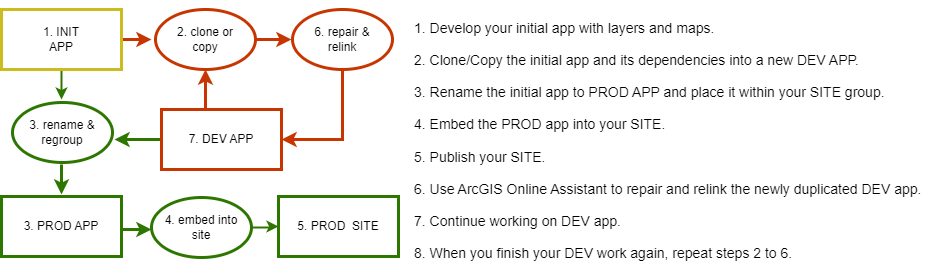 1. INIT
APP
2. clone or
copy
6. repair &
relink
3. rename &
regroup
7. DEV APP
3. PROD APP
4. embed into
site
5. PROD  SITE
1. Develop your initial app with layers and maps.
2. Clone/Copy the initial app and its dependencies into a new DEV APP.
3. Rename the initial app to PROD APP and place it within your SITE group.
4. Embed the PROD app into your SITE.
5. Publish your SITE.
6. Use ArcGIS Online Assistant to repair and relink the newly duplicated DEV app.
7. Continue working on DEV app.
8. When you finish your DEV work again, repeat steps 2 to 6.